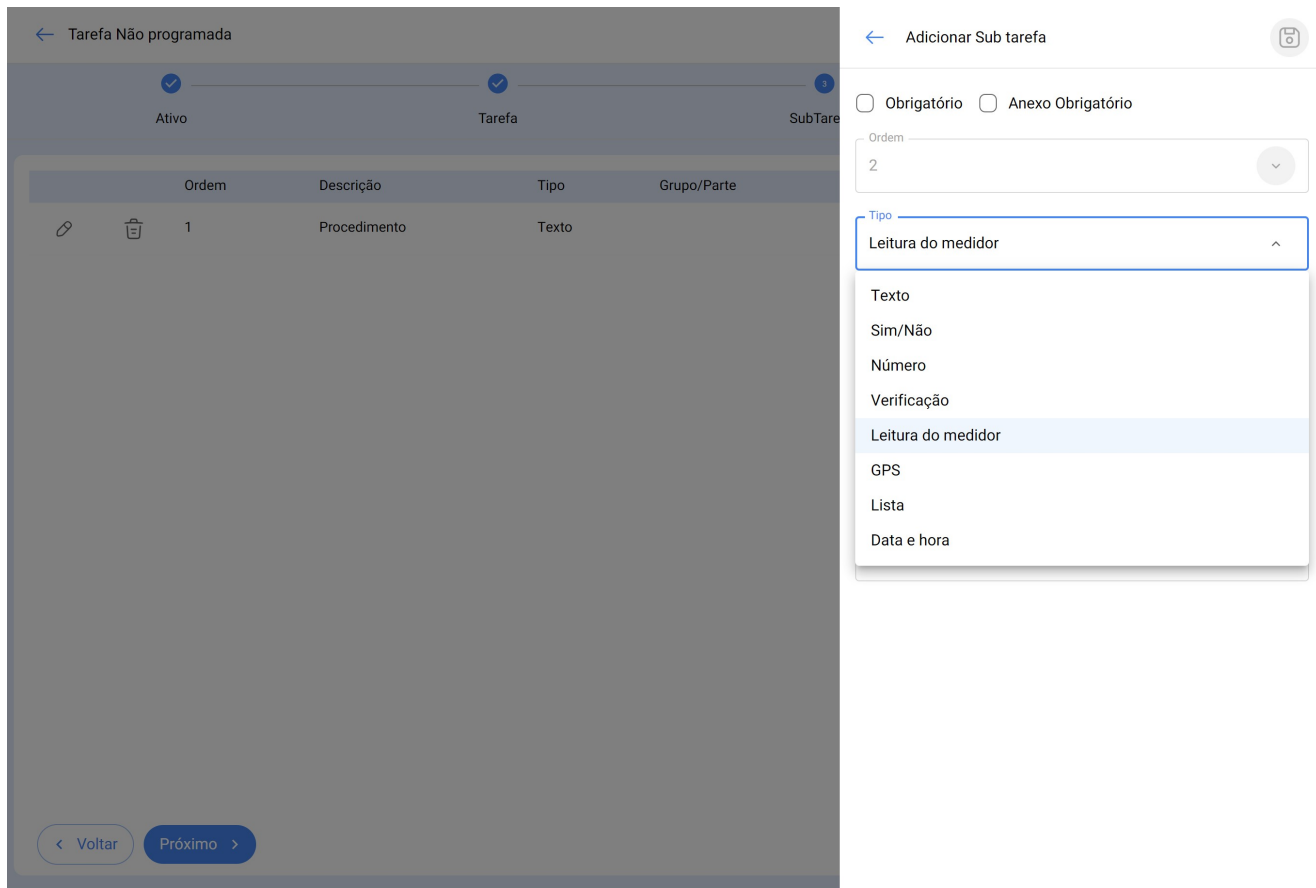 Tarefa Não programada
Ativo
Tarefa
3
SubTare
Ordem Descrição Tipo Grupo/Parte
1 Procedimento Texto
Voltar
Próximo
Adicionar Sub tarefa
Obrigatório Anexo Obrigatório
Ordem
2
Tipo
Leitura do medidor
Texto
Sim/Não
Número
Verificação
Leitura do medidor
GPS
Lista
Data e hora